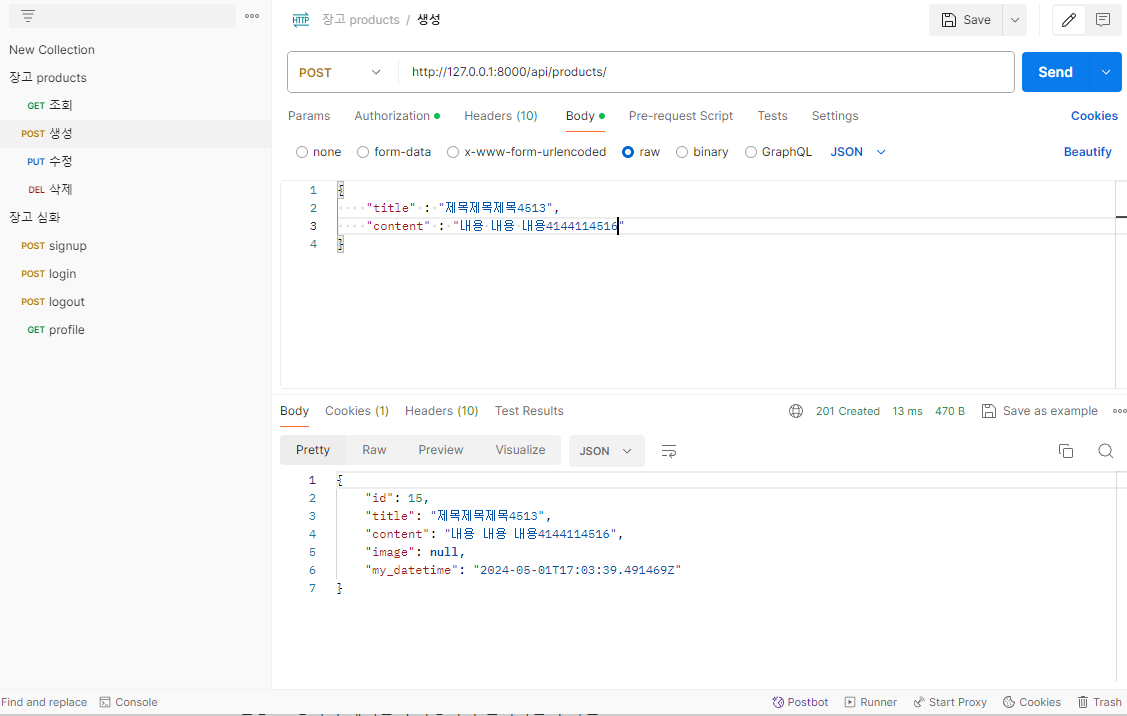 HTTP 장고 products / 생성 Save
New Collection
장고 products
GET 조회
POST 생성
PUT 수정
DEL 삭제
장고 심화
POST signup
POST login
POST logout
GET profile
POST http://127.0.0.1:8000/api/products/ Send
Params Authorization Headers (10) Body Pre-request Script Tests Settings Cookies
none form-data x-www-form-urlencoded raw binary GraphQL JSON Beautify
1 {
2 "title" : "제목제목제목4513",
3 "content" : "내용 내용 내용4144114516"
4 }
Body Cookies (1) Headers (10) Test Results 201 Created 13 ms 470 B Save as example
Pretty Raw Preview Visualize JSON
1 {
2 "id": 15,
3 "title": "제목제목제목4513",
4 "content": "내용 내용 내용4144114516",
5 "image": null,
6 "my_datetime": "2024-05-01T17:03:39.491469Z"
7 }
Find and replace Console Postbot Runner Start Proxy Cookies Trash